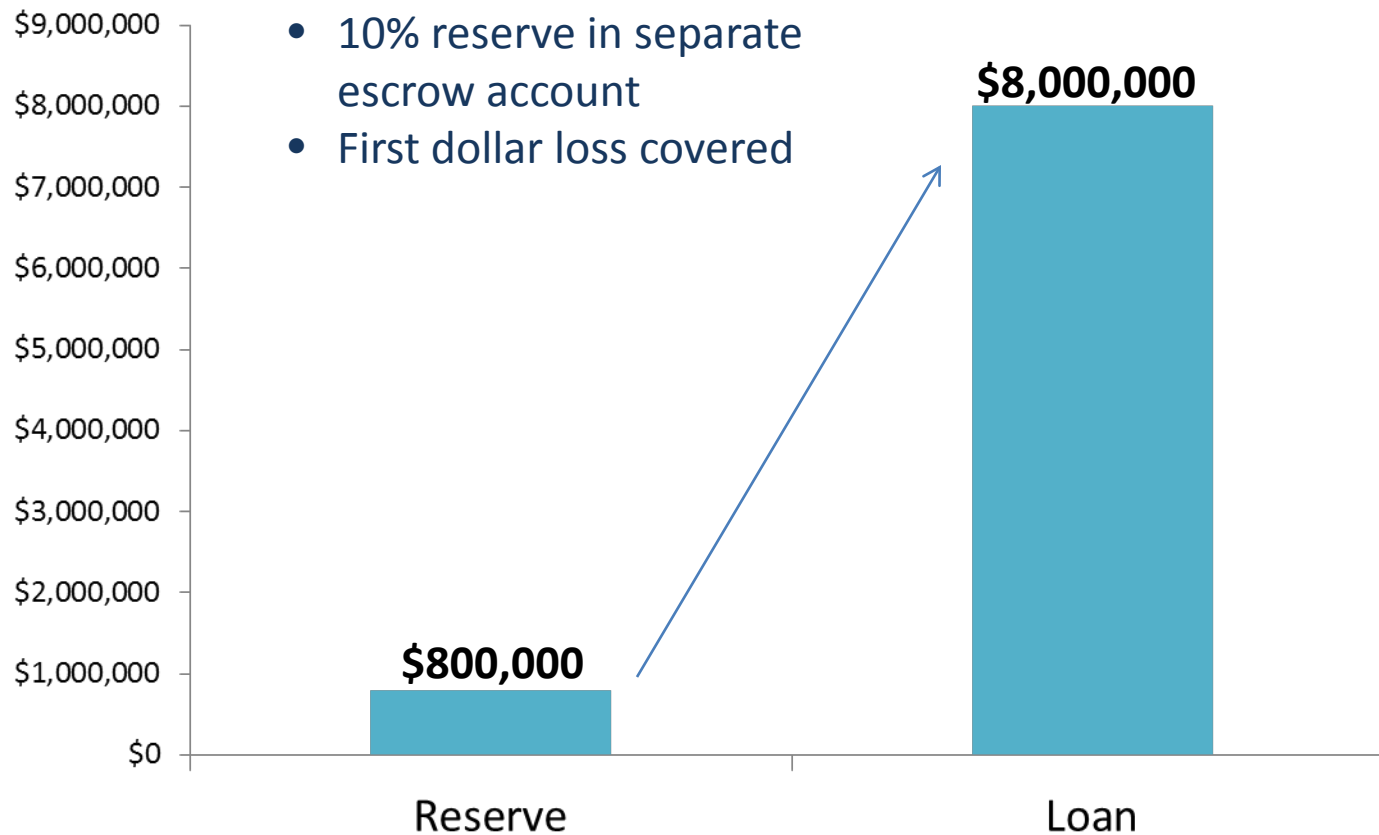 $9,000,000
$8,000,000
$7,000,000
$6,000,000
$5,000,000
$4,000,000
$3,000,000
$2,000,000
$1,000,000
$0
• 10% reserve in separate
escrow account
• First dollar loss covered
$800,000
$8,000,000
Reserve
Loan